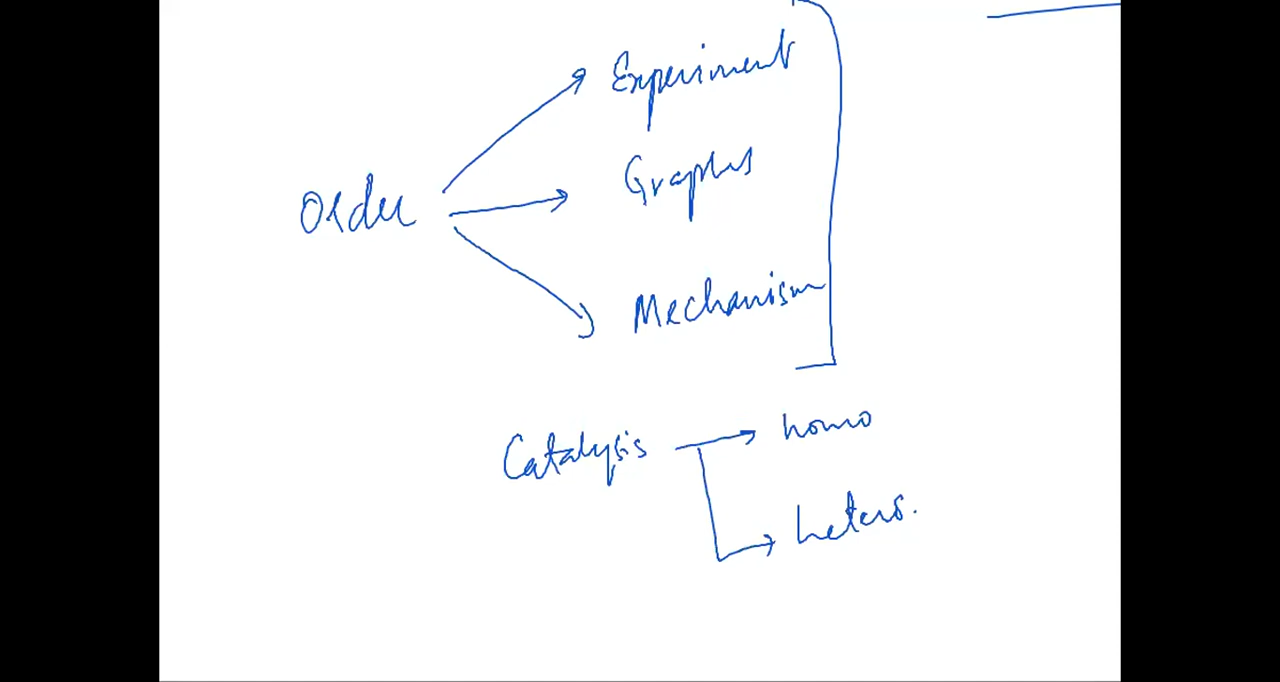 Experiment
Graphs
Order
Mechanism
homo
Catalysis
hetero.